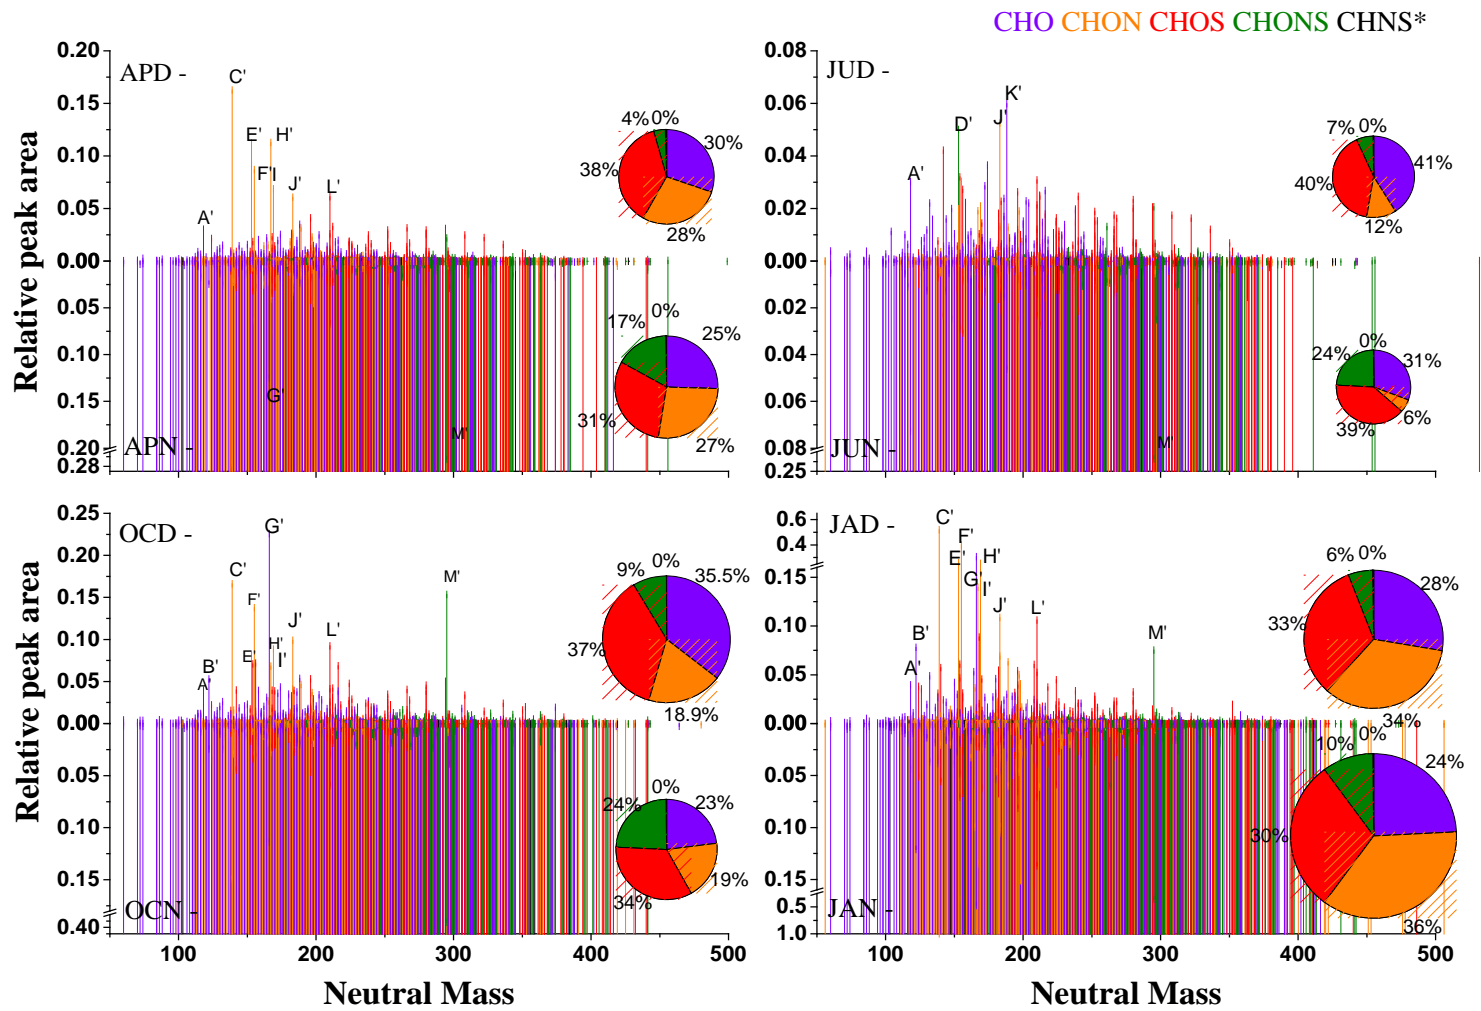 CHO CHON CHOS CHONS CHNS*
Relative peak area
0.20
0.15
0.10
0.05
0.00
0.05
0.10
0.15
0.20
0.28
APD -
C'
E'
H'
F'
I
J'
L'
A'
4%
0%
30%
38%
28%
G'
M'
APN -
17%
0%
25%
31%
27%
0.08
0.06
0.04
0.02
0.00
0.02
0.04
0.06
0.08
0.25
JUD -
K'
D'
J'
A'
7%
0%
41%
40%
12%
JUN -
M'
24%
0%
31%
39%
6%
Relative peak area
0.25
0.20
0.15
0.10
0.05
0.00
0.05
0.10
0.15
0.40
OCD -
G'
C'
F'
J'
H'
E'
I'
L'
B'
A'
M'
9%
0%
35.5%
37%
18.9%
OCN -
24%
0%
23%
34%
19%
100
200
300
400
500
Neutral Mass
0.6
0.4
0.15
0.10
0.05
0.00
0.05
0.10
0.15
0.5
1.0
JAD -
C'
F'
E'
H'
G'
I'
J'
L'
B'
A'
M'
6%
0%
28%
33%
34%
JAN -
10%
0%
24%
30%
36%
100
200
300
400
500
Neutral Mass